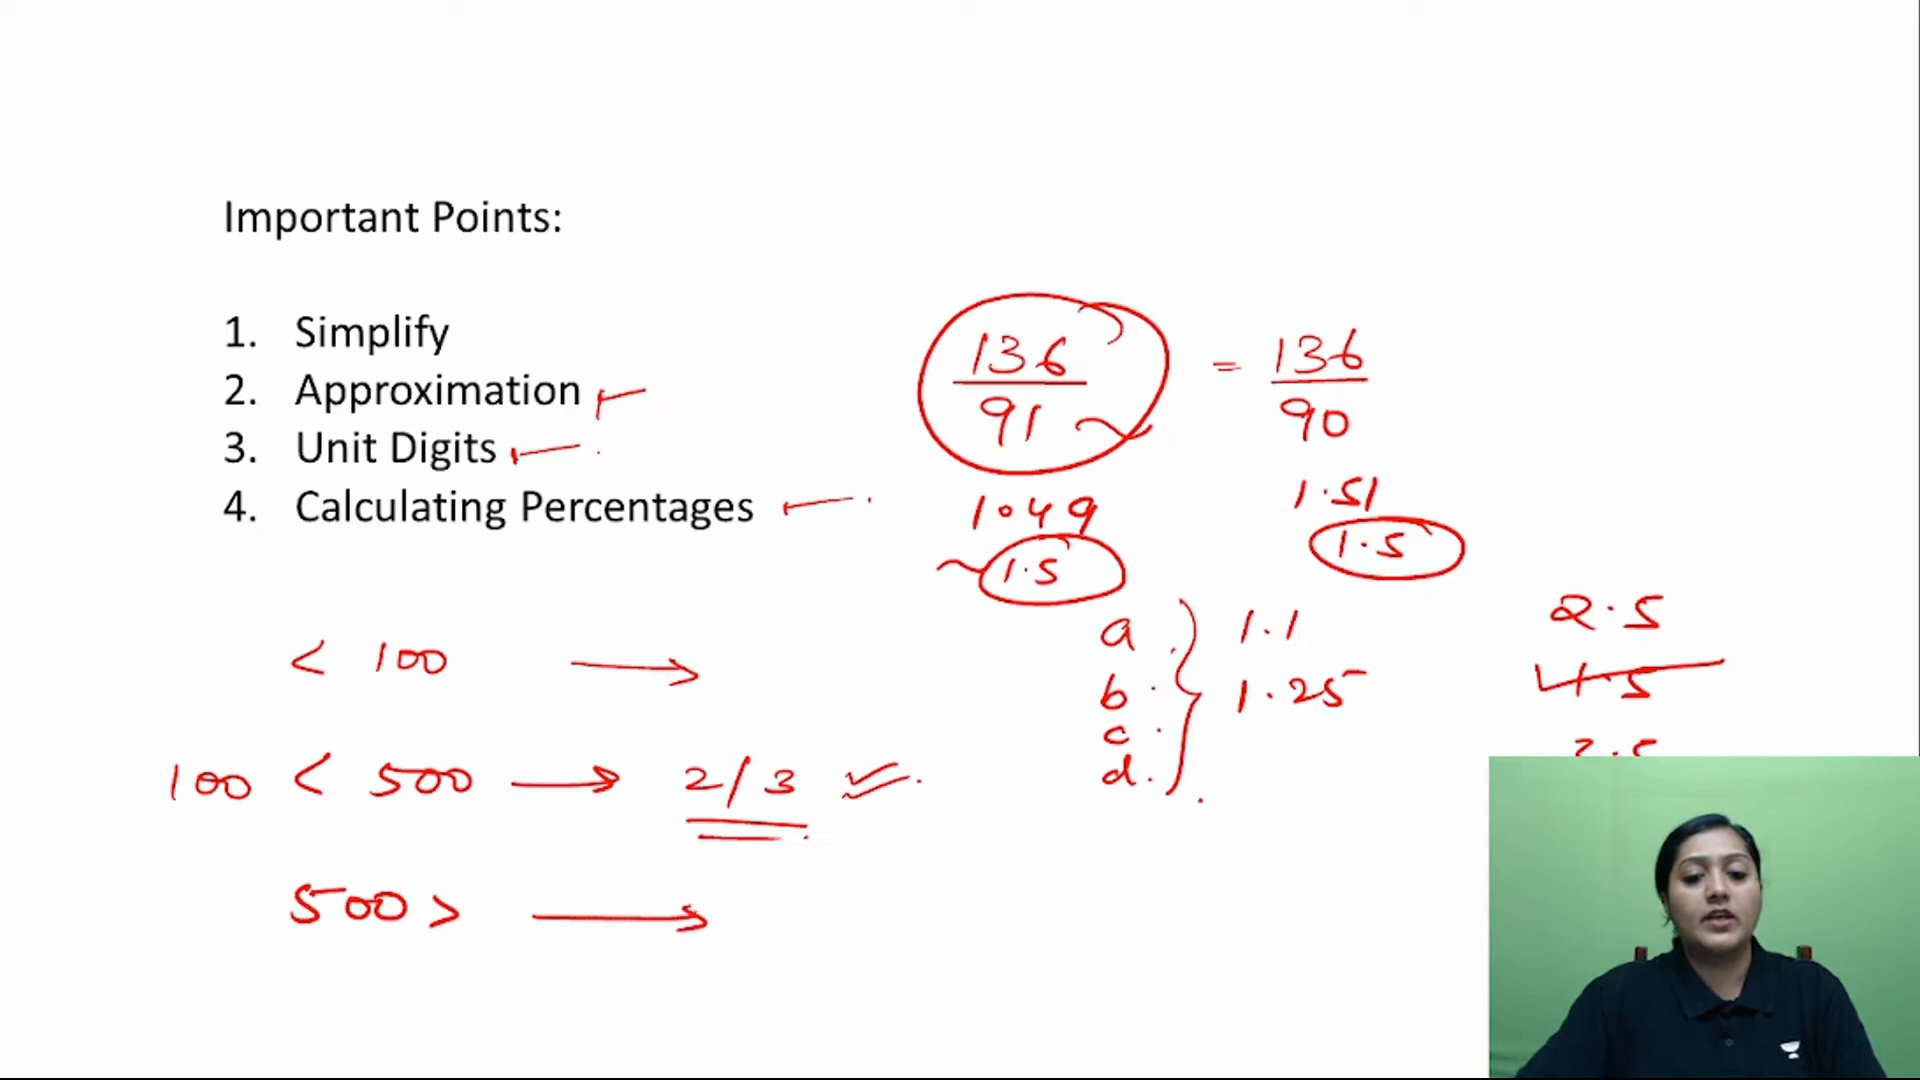 Important Points:
1. Simplify
2. Approximation
3. Unit Digits
4. Calculating Percentages
136/91 = 136/90
1.49
~1.5
1.51
1.5
a. 1.1
b. 1.25
c.
d.
2.5
1.5
< 100 →
100 < 500 → 2/3
500 > →